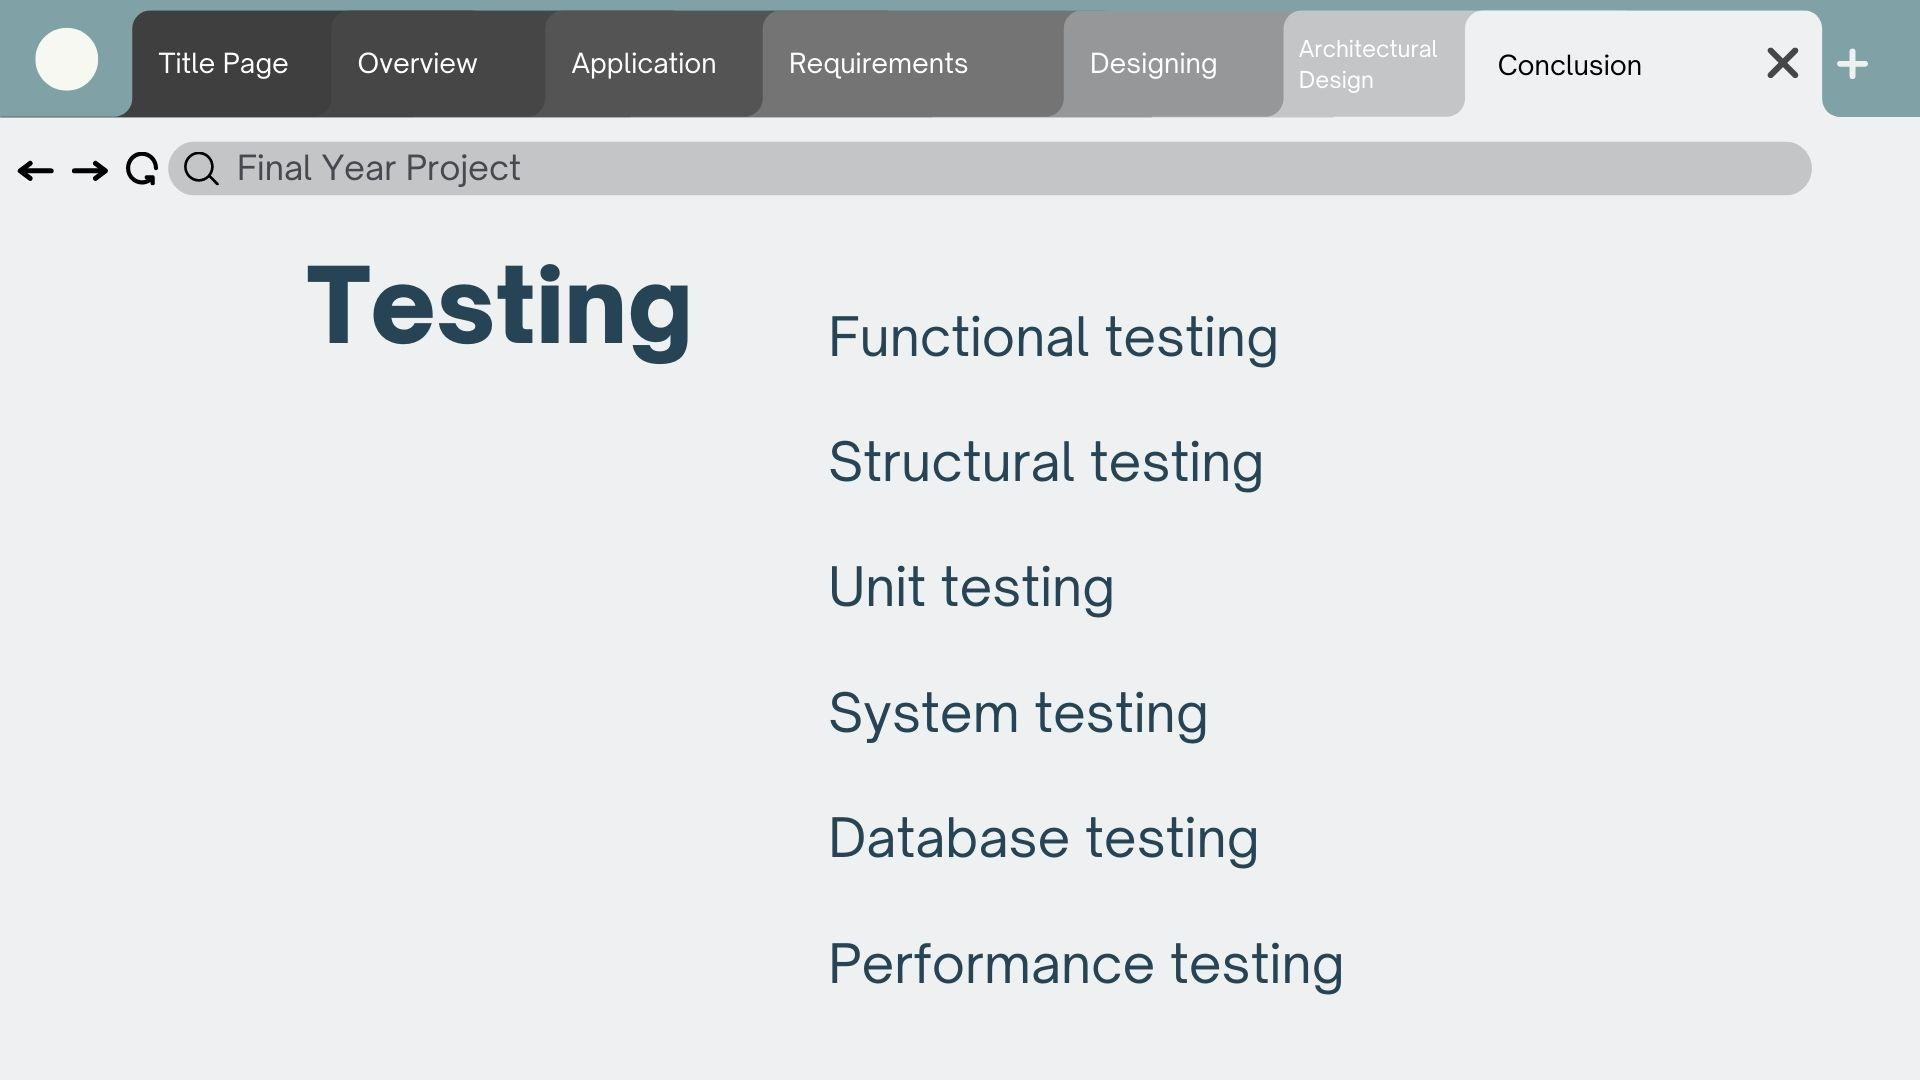 Title Page
Overview
Application
Requirements
Designing
Architectural
Design
Conclusion
Final Year Project
Testing
Functional testing
Structural testing
Unit testing
System testing
Database testing
Performance testing